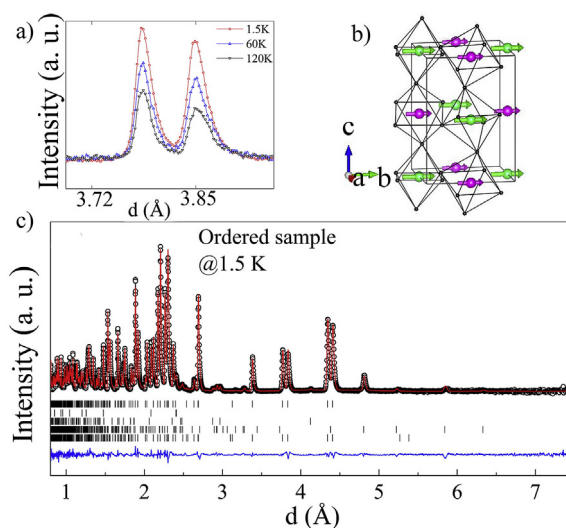 a)
Intensity (a. u.)
1.5K
60K
120K
3.72 3.85
d (Å)
b)
c
a b
c)
Intensity (a. u.)
Ordered sample
@1.5 K
1 2 3 4 5 6 7
d (Å)